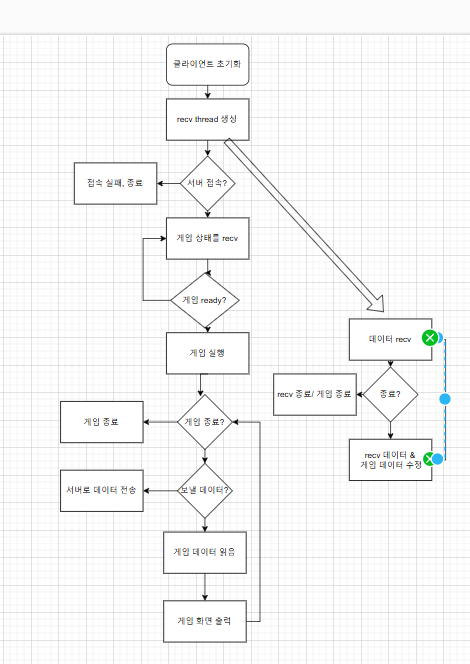 클라이언트 초기화
recv thread 생성
서버 접속?
접속 실패, 종료
게임 상태를 recv
게임 ready?
게임 실행
데이터 recv
종료?
recv 종료/ 게임 종료
recv 데이터 &
게임 데이터 수정
게임 종료?
게임 종료
보낼 데이터?
서버로 데이터 전송
게임 데이터 읽음
게임 화면 출력